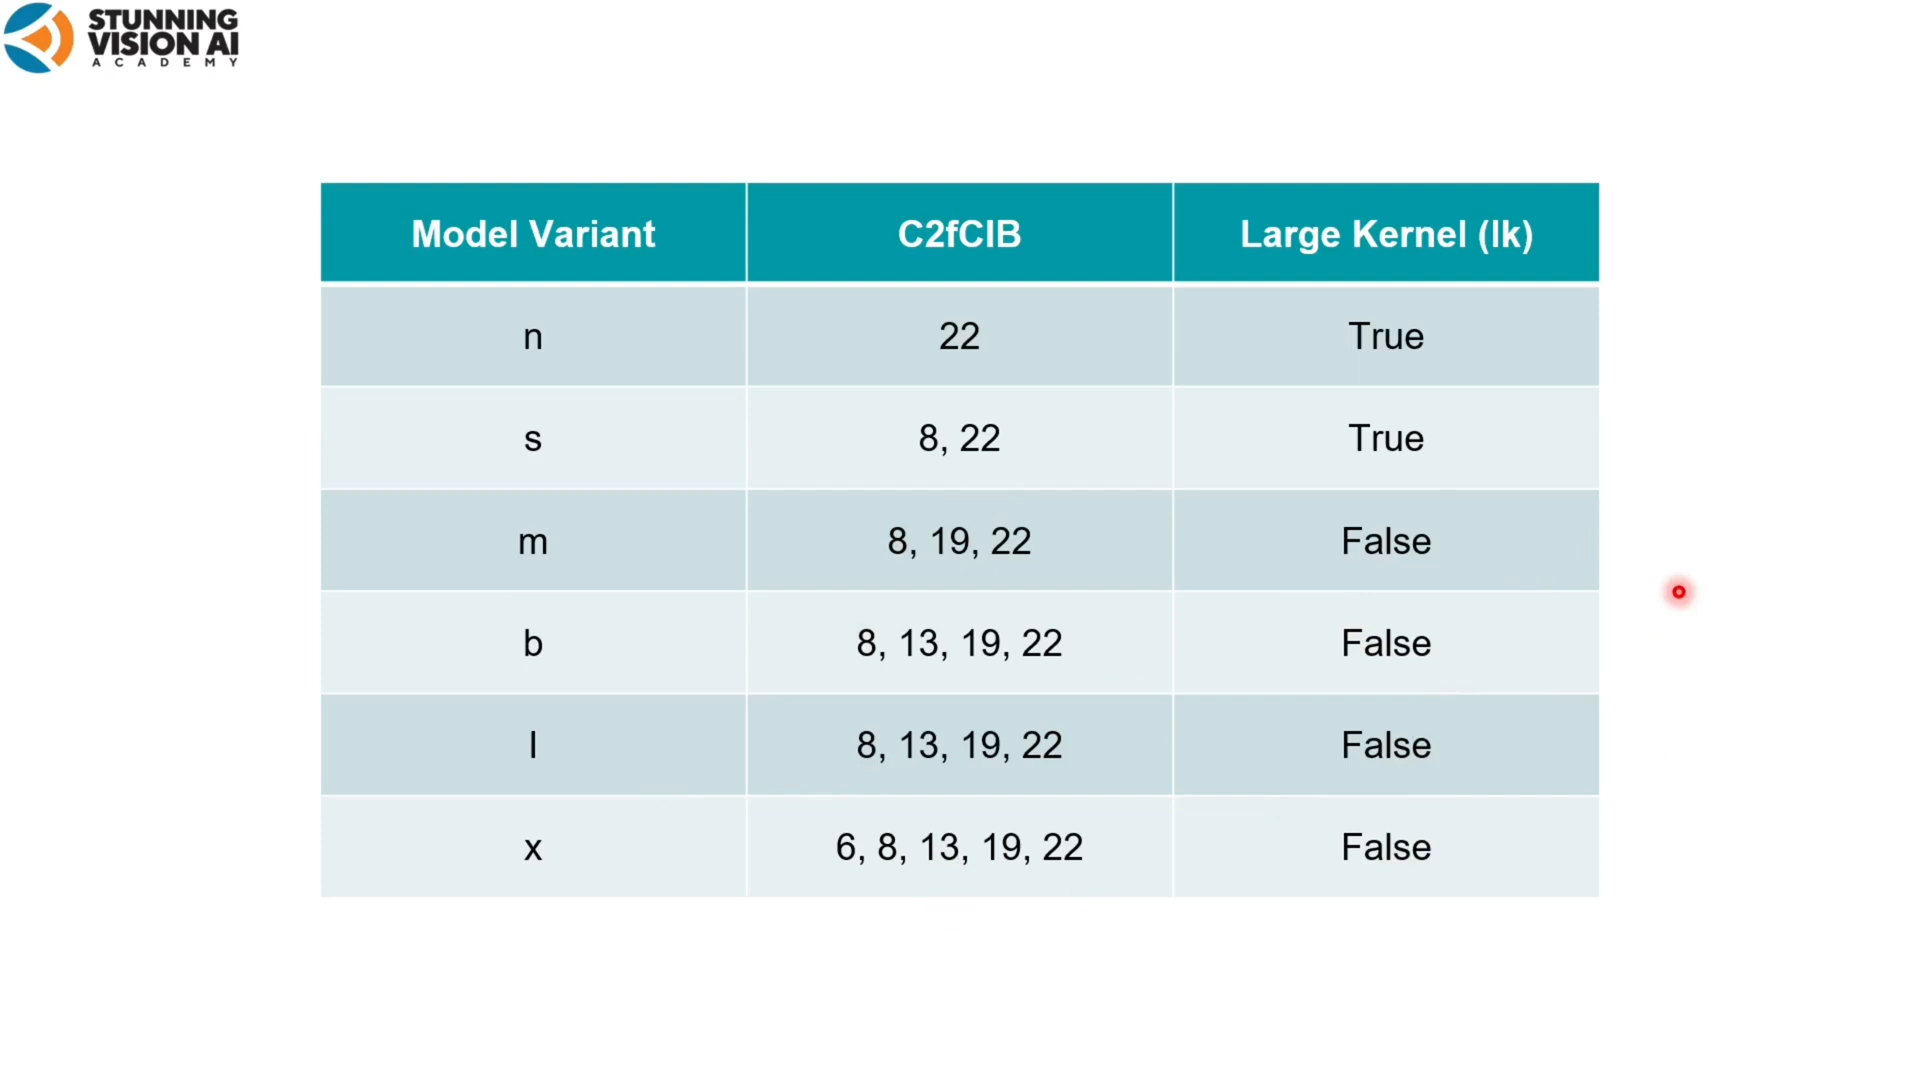 STUNNING
VISION AI
ACADEMY
Model Variant C2fCIB Large Kernel (lk)
n 22 True
s 8, 22 True
m 8, 19, 22 False
b 8, 13, 19, 22 False
l 8, 13, 19, 22 False
x 6, 8, 13, 19, 22 False